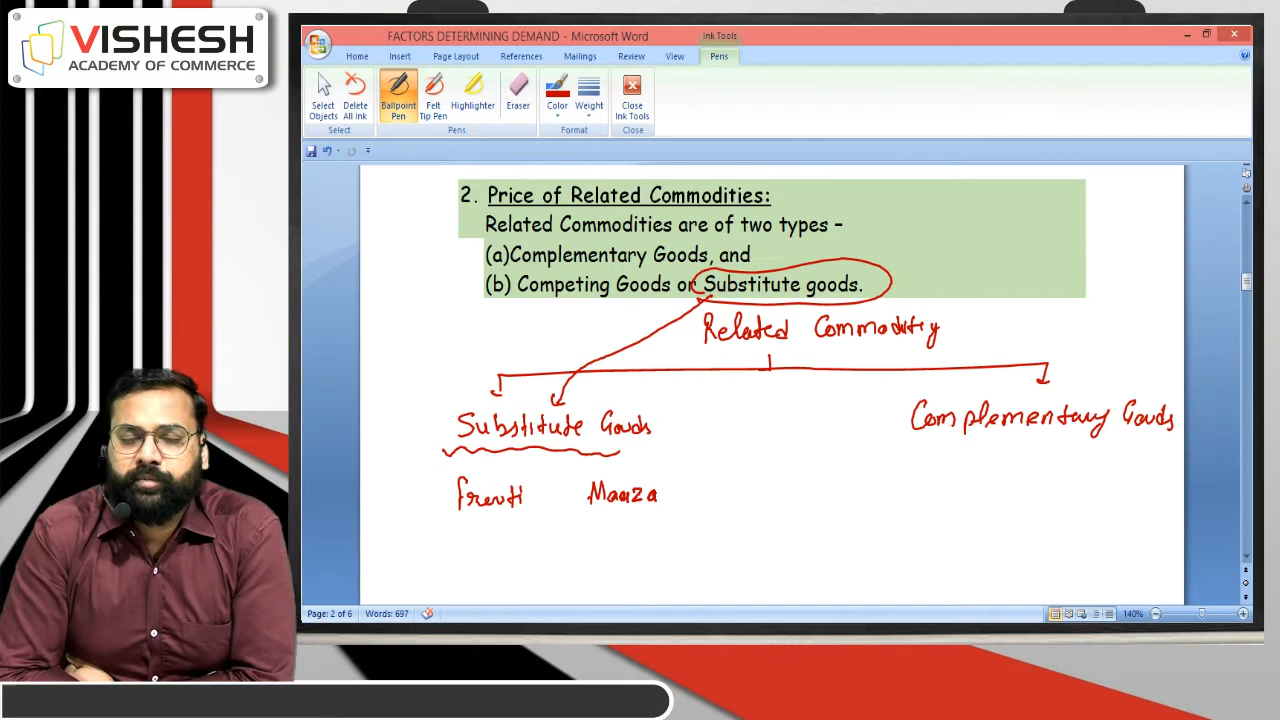 VISHESH
ACADEMY OF COMMERCE
FACTORS DETERMINING DEMAND - Microsoft Word
Ink Tools
Home Insert Page Layout References Mailings Review View Pens
Select Objects
Delete All Ink
Ballpoint Pen
Felt Tip Pen
Highlighter
Eraser
Color
Weight
Close Ink Tools
Select Pens Format Close
2. Price of Related Commodities:
Related Commodities are of two types –
(a)Complementary Goods, and
(b) Competing Goods or Substitute goods.
Related Commodity
Substitute Goods Complementary Goods
frouti Maaza
Page: 2 of 6 Words: 697 140%